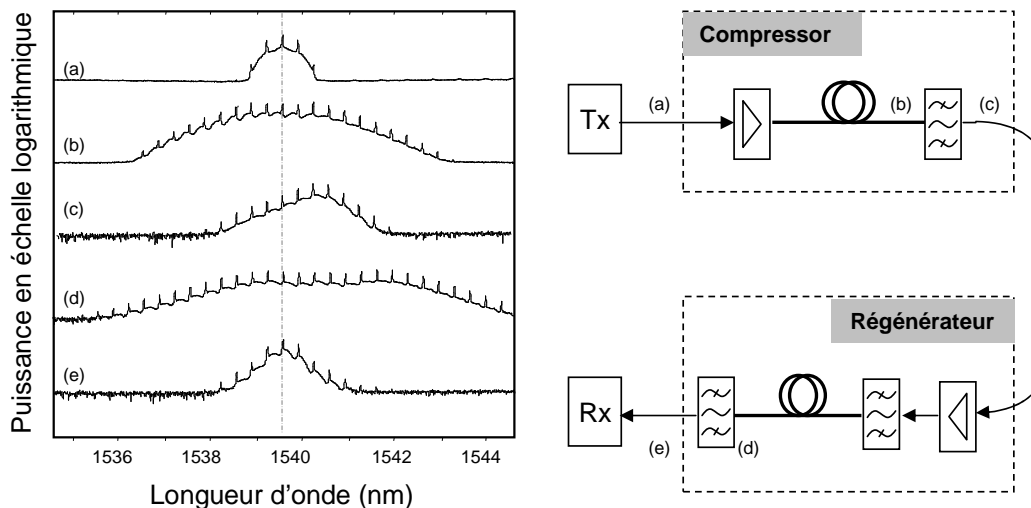 Puissance en échelle logarithmique
(a)
(b)
(c)
(d)
(e)
1536
1538
1540
1542
1544
Longueur d'onde (nm)
Compressor
Tx
(a)
(b)
(c)
Régénérateur
Rx
(e)
(d)